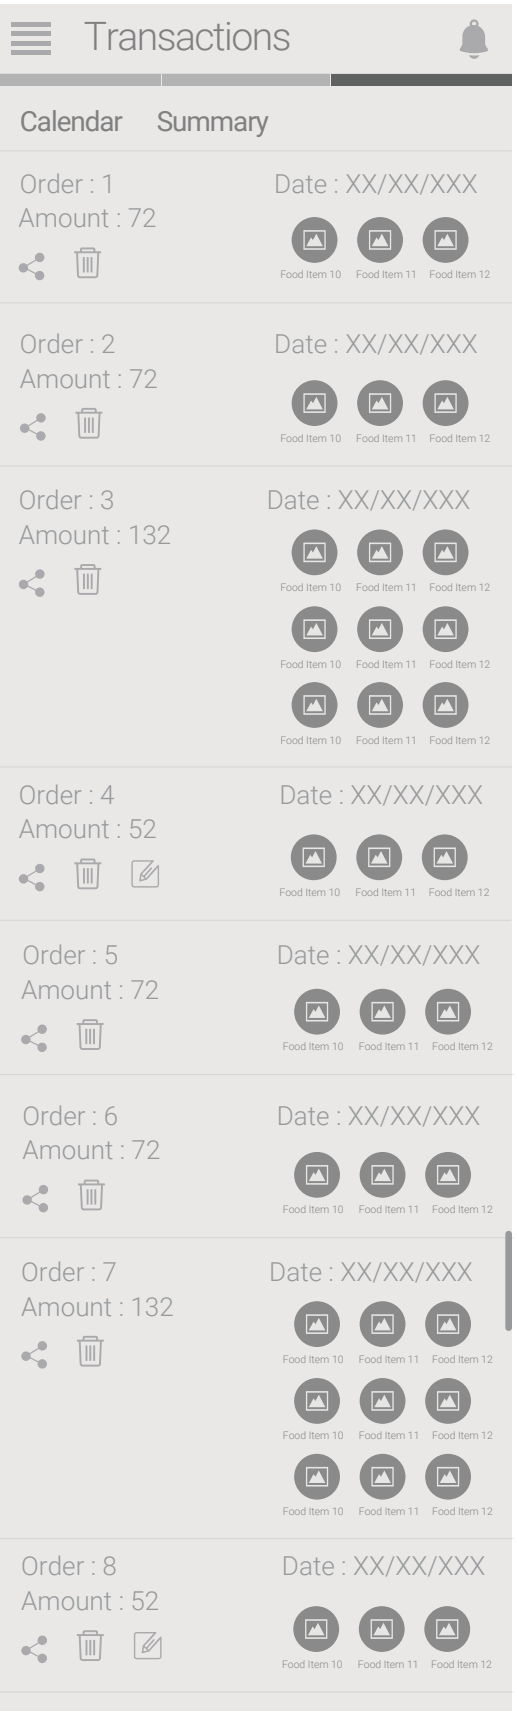 Transactions
Calendar Summary
Order : 1 Date : XX/XX/XXX
Amount : 72
Food Item 10 Food Item 11 Food Item 12
Order : 2 Date : XX/XX/XXX
Amount : 72
Food Item 10 Food Item 11 Food Item 12
Order : 3 Date : XX/XX/XXX
Amount : 132
Food Item 10 Food Item 11 Food Item 12
Food Item 10 Food Item 11 Food Item 12
Food Item 10 Food Item 11 Food Item 12
Order : 4 Date : XX/XX/XXX
Amount : 52
Food Item 10 Food Item 11 Food Item 12
Order : 5 Date : XX/XX/XXX
Amount : 72
Food Item 10 Food Item 11 Food Item 12
Order : 6 Date : XX/XX/XXX
Amount : 72
Food Item 10 Food Item 11 Food Item 12
Order : 7 Date : XX/XX/XXX
Amount : 132
Food Item 10 Food Item 11 Food Item 12
Food Item 10 Food Item 11 Food Item 12
Food Item 10 Food Item 11 Food Item 12
Order : 8 Date : XX/XX/XXX
Amount : 52
Food Item 10 Food Item 11 Food Item 12